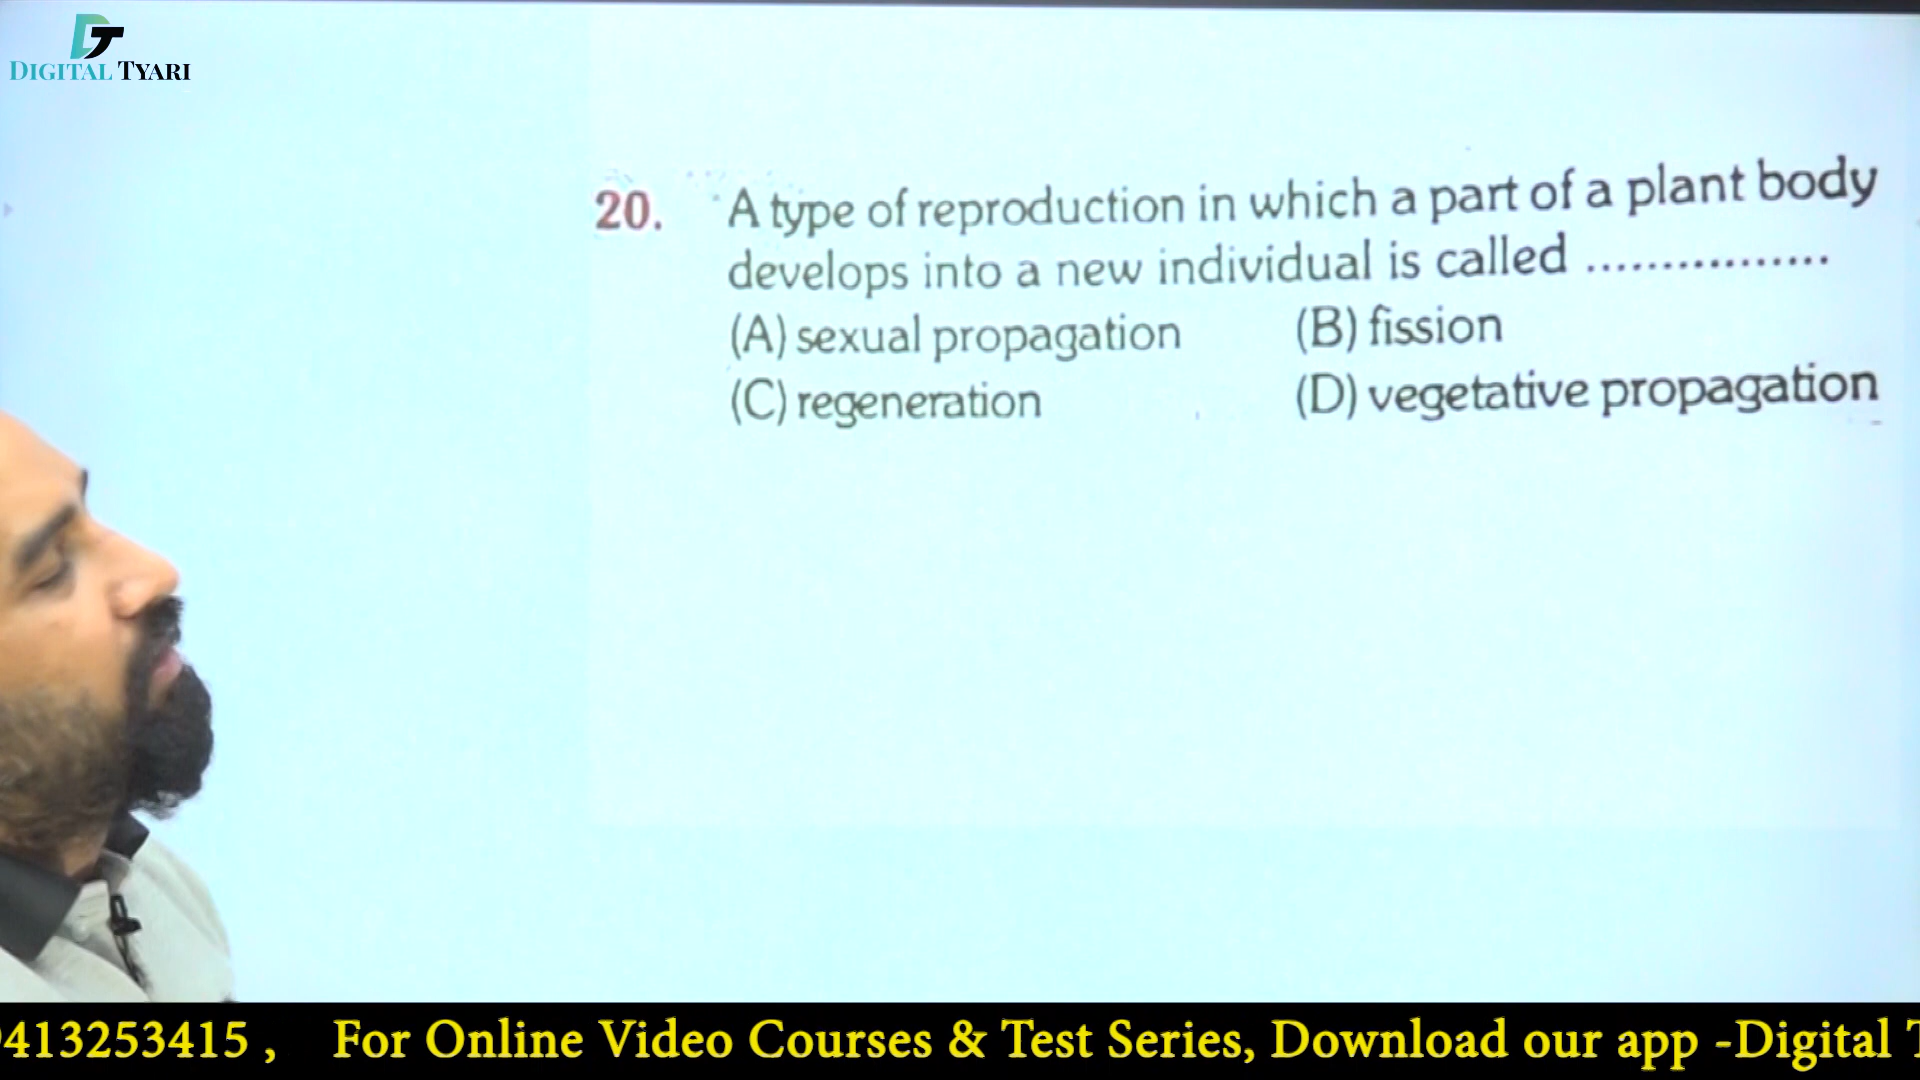 DT
DIGITAL TYARI
20. A type of reproduction in which a part of a plant body
develops into a new individual is called ................
(A) sexual propagation (B) fission
(C) regeneration (D) vegetative propagation
9413253415 , For Online Video Courses & Test Series, Download our app -Digital